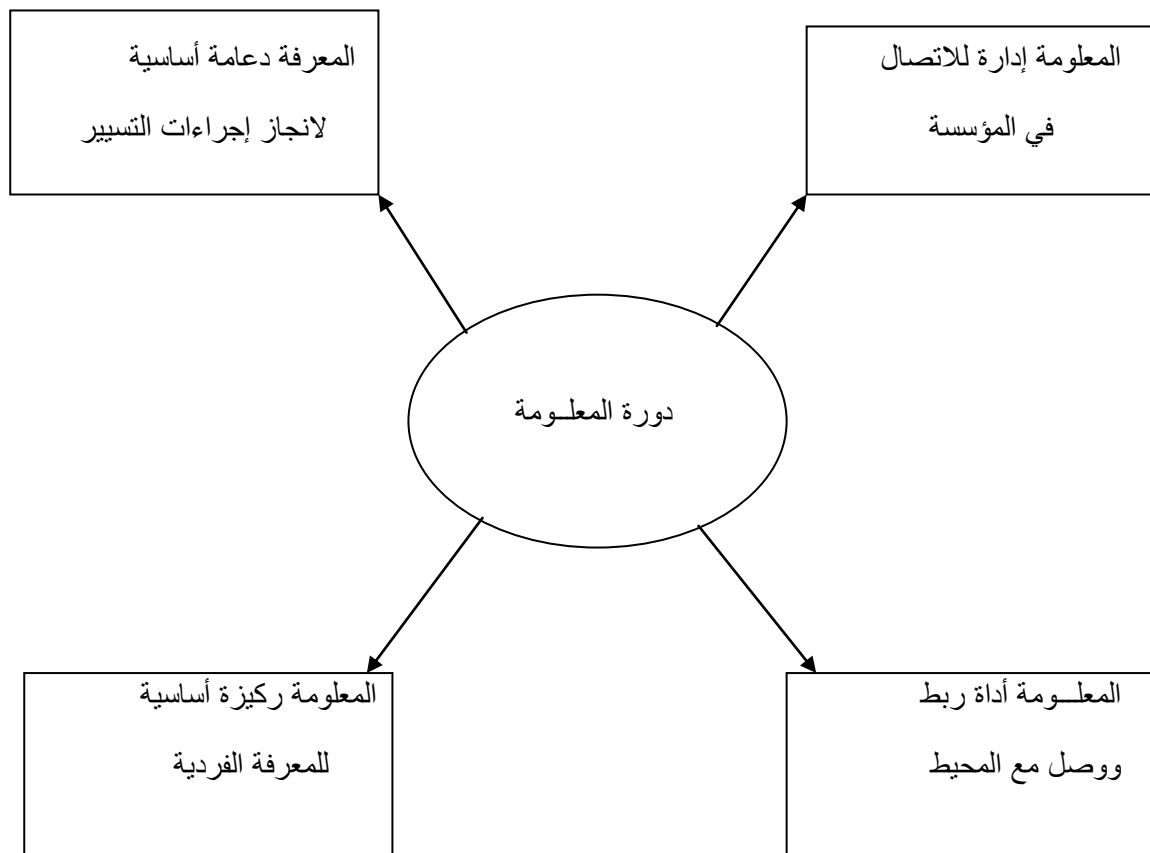 المعلومة إدارة للاتصال
في المؤسسة
المعرفة دعامة أساسية
لانجاز إجراءات التسيير
دورة المعلــومة
المعلــومة أداة ربط
ووصل مع المحيط
المعلومة ركيزة أساسية
للمعرفة الفردية